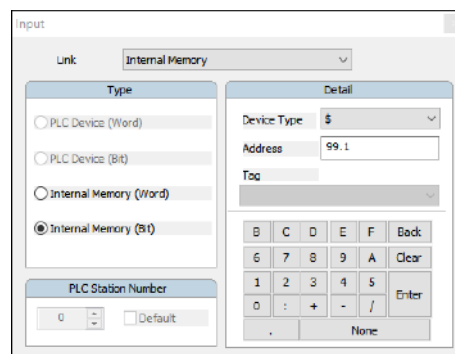 Input
Link Internal Memory
Type
PLC Device (Word)
PLC Device (Bit)
Internal Memory (Word)
Internal Memory (Bit)
PLC Station Number
0 Default
Detail
Device Type $
Address 99.1
Tag
B C D E F Back
6 7 8 9 A Clear
1 2 3 4 5 Enter
0 : + - /
. None